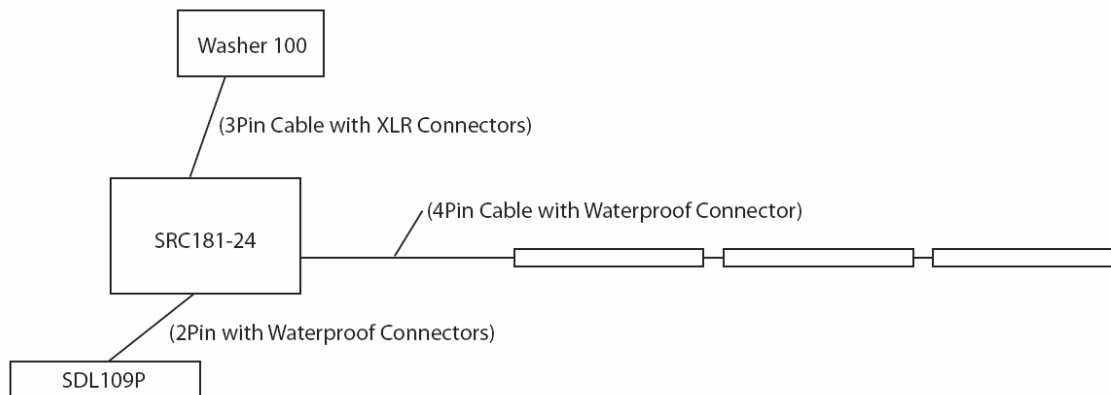 Washer 100
(3Pin Cable with XLR Connectors)
(4Pin Cable with Waterproof Connector)
SRC181-24
(2Pin with Waterproof Connectors)
SDL109P